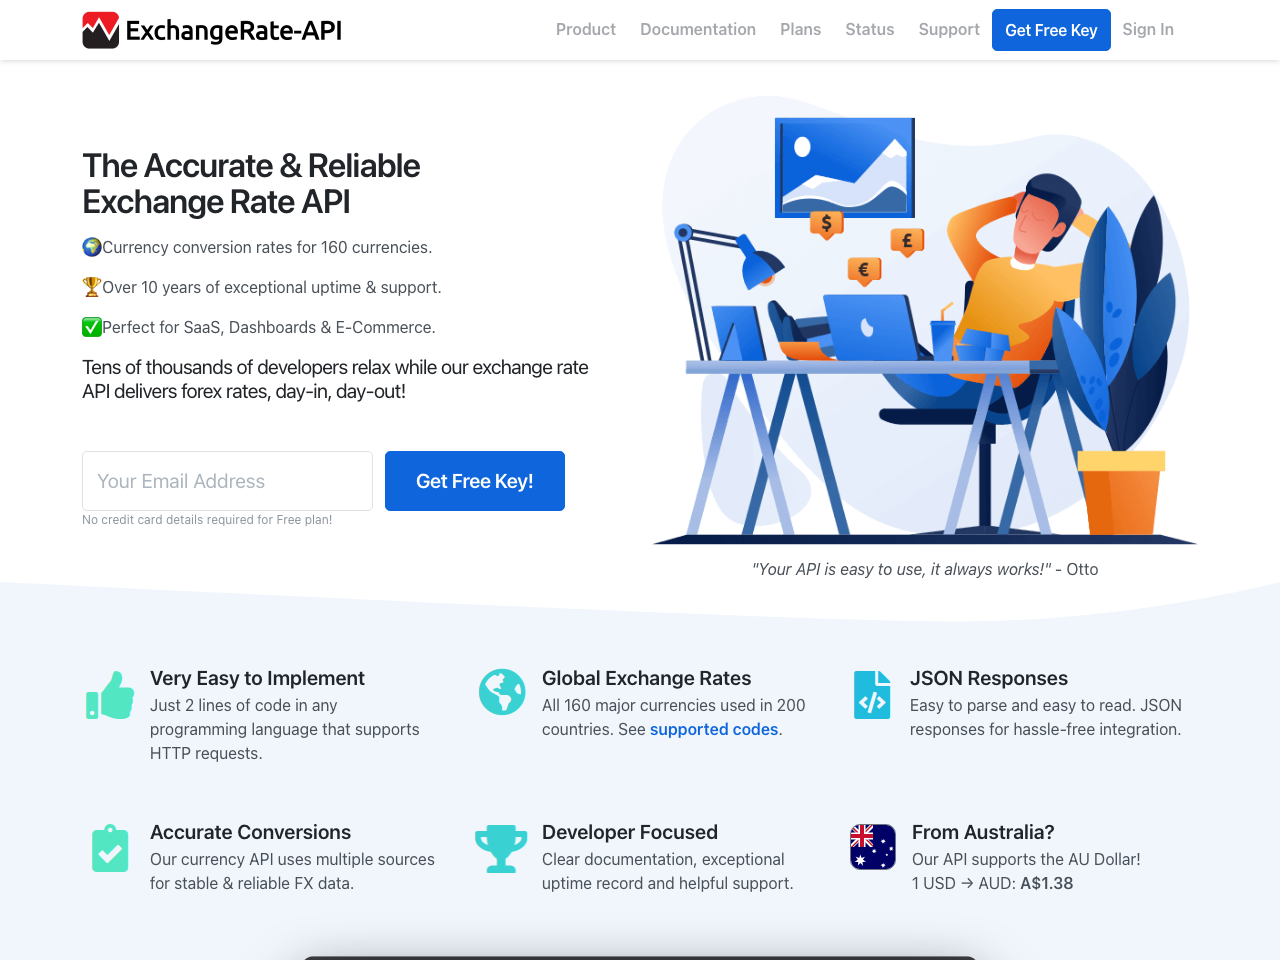 ExchangeRate-API
Product
Documentation
Plans
Status
Support
Get Free Key
Sign In
The Accurate & Reliable
Exchange Rate API
🌍Currency conversion rates for 160 currencies.
🏆Over 10 years of exceptional uptime & support.
✅Perfect for SaaS, Dashboards & E-Commerce.
Tens of thousands of developers relax while our exchange rate
API delivers forex rates, day-in, day-out!
Your Email Address
Get Free Key!
No credit card details required for Free plan!
$
£
€
"Your API is easy to use, it always works!" - Otto
Very Easy to Implement
Just 2 lines of code in any
programming language that supports
HTTP requests.
Global Exchange Rates
All 160 major currencies used in 200
countries. See supported codes.
JSON Responses
Easy to parse and easy to read. JSON
responses for hassle-free integration.
Accurate Conversions
Our currency API uses multiple sources
for stable & reliable FX data.
Developer Focused
Clear documentation, exceptional
uptime record and helpful support.
From Australia?
Our API supports the AU Dollar!
1 USD → AUD: A$1.38